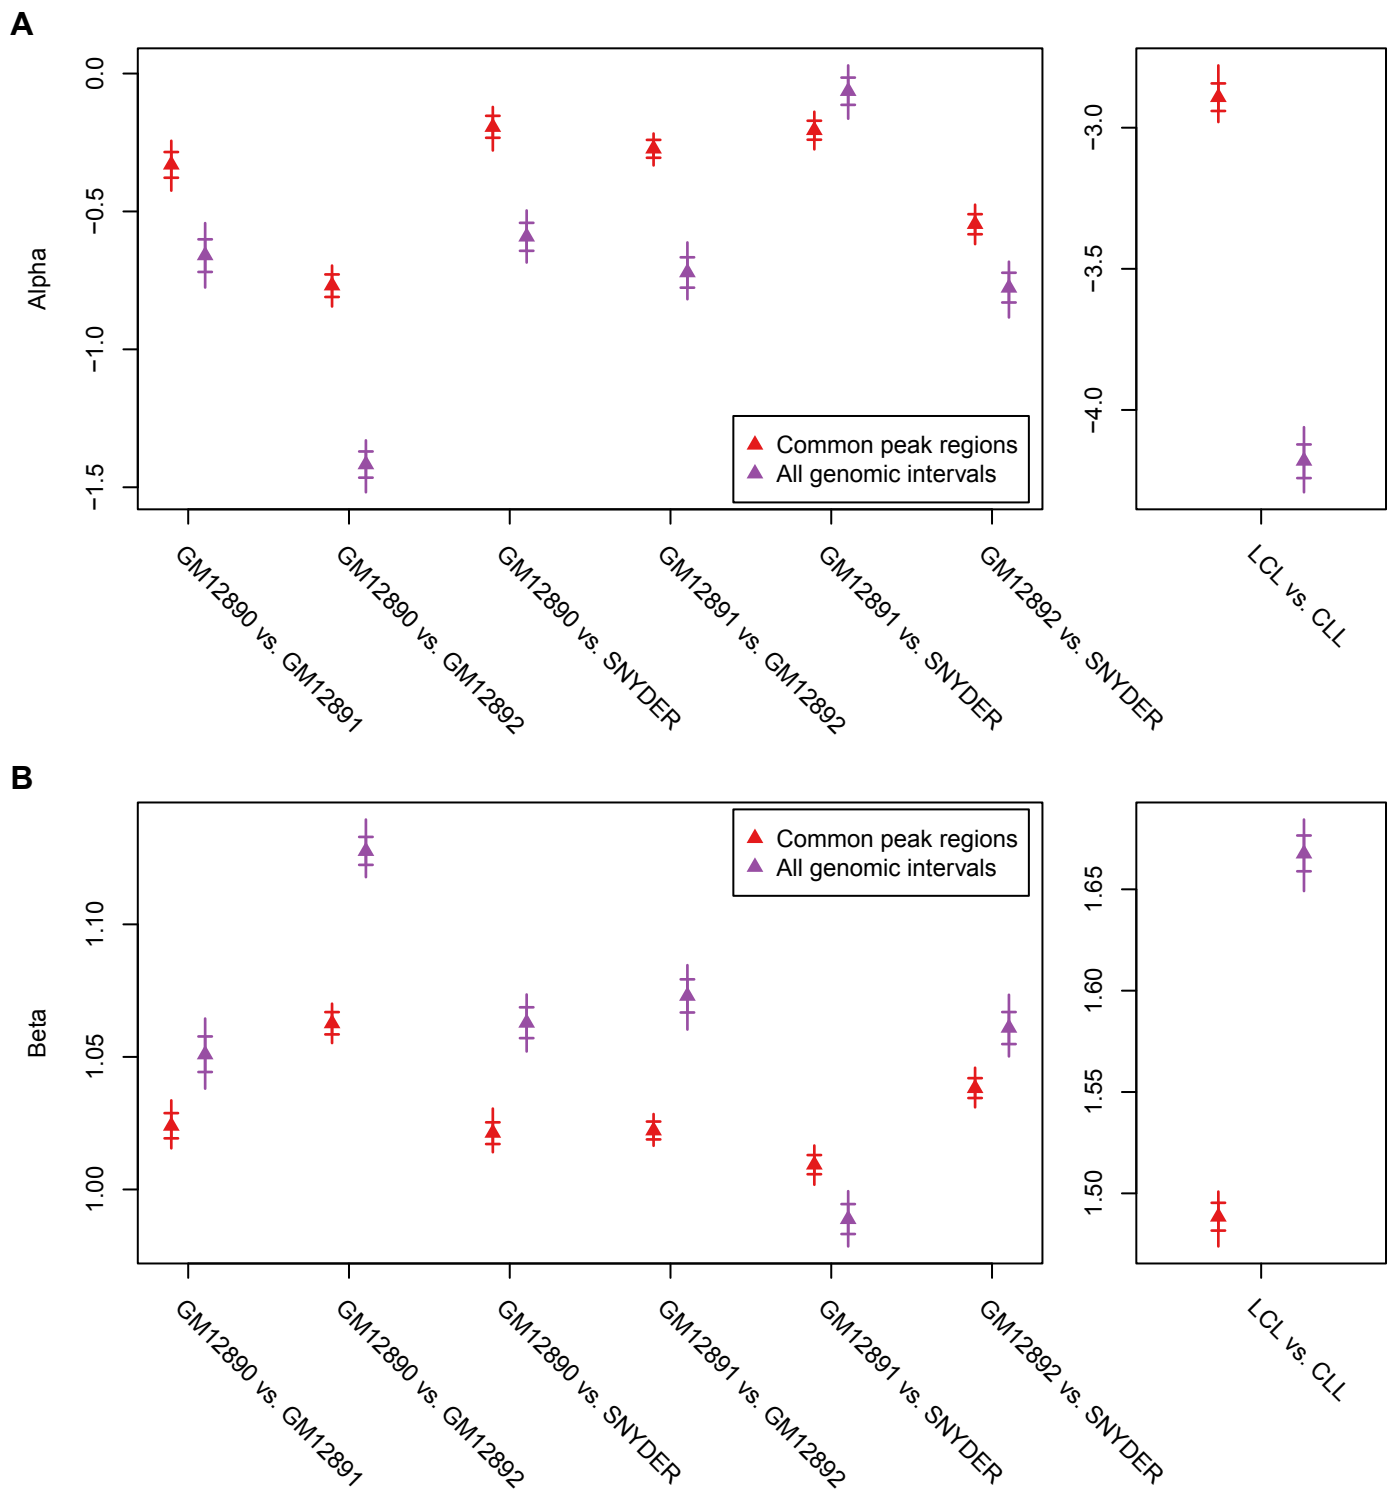 A
Alpha
0.0
−0.5
−1.0
−1.5
Common peak regions
All genomic intervals
GM12890 vs. GM12891
GM12890 vs. GM12892
GM12890 vs. SNYDER
GM12891 vs. GM12892
GM12891 vs. SNYDER
GM12892 vs. SNYDER
−3.0
−3.5
−4.0
LCL vs. CLL
B
Beta
1.10
1.05
1.00
Common peak regions
All genomic intervals
GM12890 vs. GM12891
GM12890 vs. GM12892
GM12890 vs. SNYDER
GM12891 vs. GM12892
GM12891 vs. SNYDER
GM12892 vs. SNYDER
1.65
1.60
1.55
1.50
LCL vs. CLL